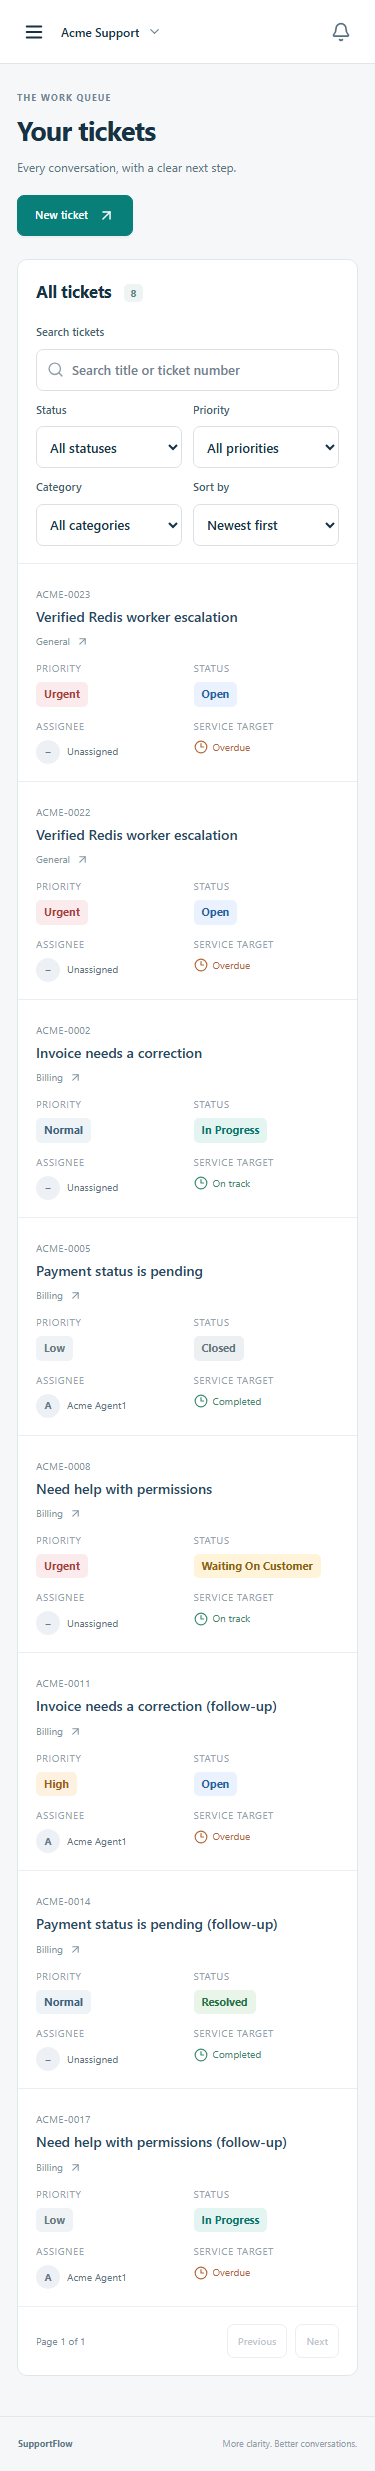 Acme Support
THE WORK QUEUE
Your tickets
Every conversation, with a clear next step.
New ticket
All tickets 8
Search tickets
Search title or ticket number
Status Priority
All statuses All priorities
Category Sort by
All categories Newest first
ACME-0023
Verified Redis worker escalation
General
PRIORITY STATUS
Urgent Open
ASSIGNEE SERVICE TARGET
– Unassigned Overdue
ACME-0022
Verified Redis worker escalation
General
PRIORITY STATUS
Urgent Open
ASSIGNEE SERVICE TARGET
– Unassigned Overdue
ACME-0002
Invoice needs a correction
Billing
PRIORITY STATUS
Normal In Progress
ASSIGNEE SERVICE TARGET
– Unassigned On track
ACME-0005
Payment status is pending
Billing
PRIORITY STATUS
Low Closed
ASSIGNEE SERVICE TARGET
A Acme Agent1 Completed
ACME-0008
Need help with permissions
Billing
PRIORITY STATUS
Urgent Waiting On Customer
ASSIGNEE SERVICE TARGET
– Unassigned On track
ACME-0011
Invoice needs a correction (follow-up)
Billing
PRIORITY STATUS
High Open
ASSIGNEE SERVICE TARGET
A Acme Agent1 Overdue
ACME-0014
Payment status is pending (follow-up)
Billing
PRIORITY STATUS
Normal Resolved
ASSIGNEE SERVICE TARGET
– Unassigned Completed
ACME-0017
Need help with permissions (follow-up)
Billing
PRIORITY STATUS
Low In Progress
ASSIGNEE SERVICE TARGET
A Acme Agent1 Overdue
Page 1 of 1 Previous Next
SupportFlow More clarity. Better conversations.